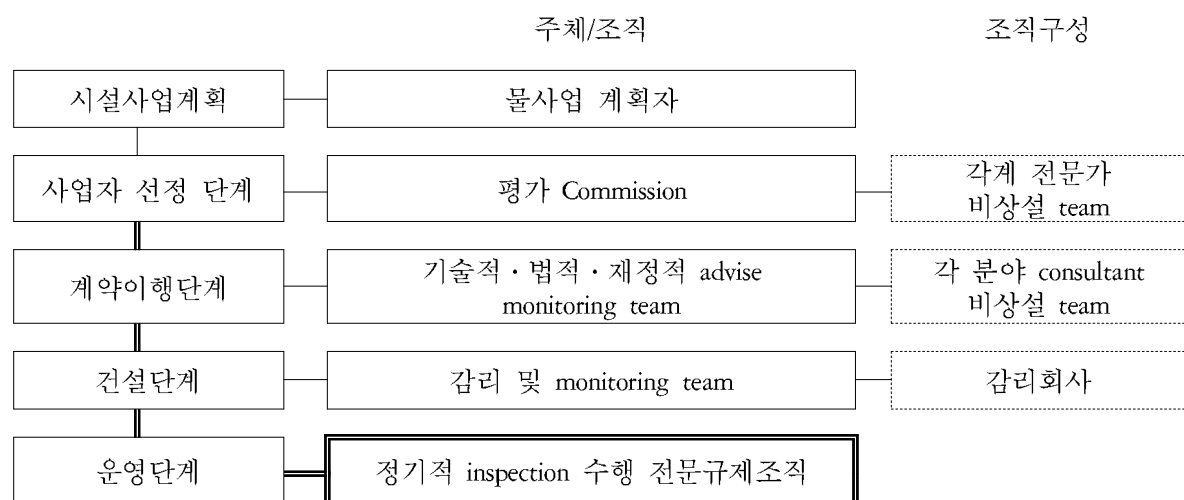 주체/조직 조직구성
시설사업계획 물사업 계획자
사업자 선정 단계 평가 Commission 각계 전문가
비상설 team
계약이행단계 기술적·법적·재정적 advise
monitoring team 각 분야 consultant
비상설 team
건설단계 감리 및 monitoring team 감리회사
운영단계 정기적 inspection 수행 전문규제조직